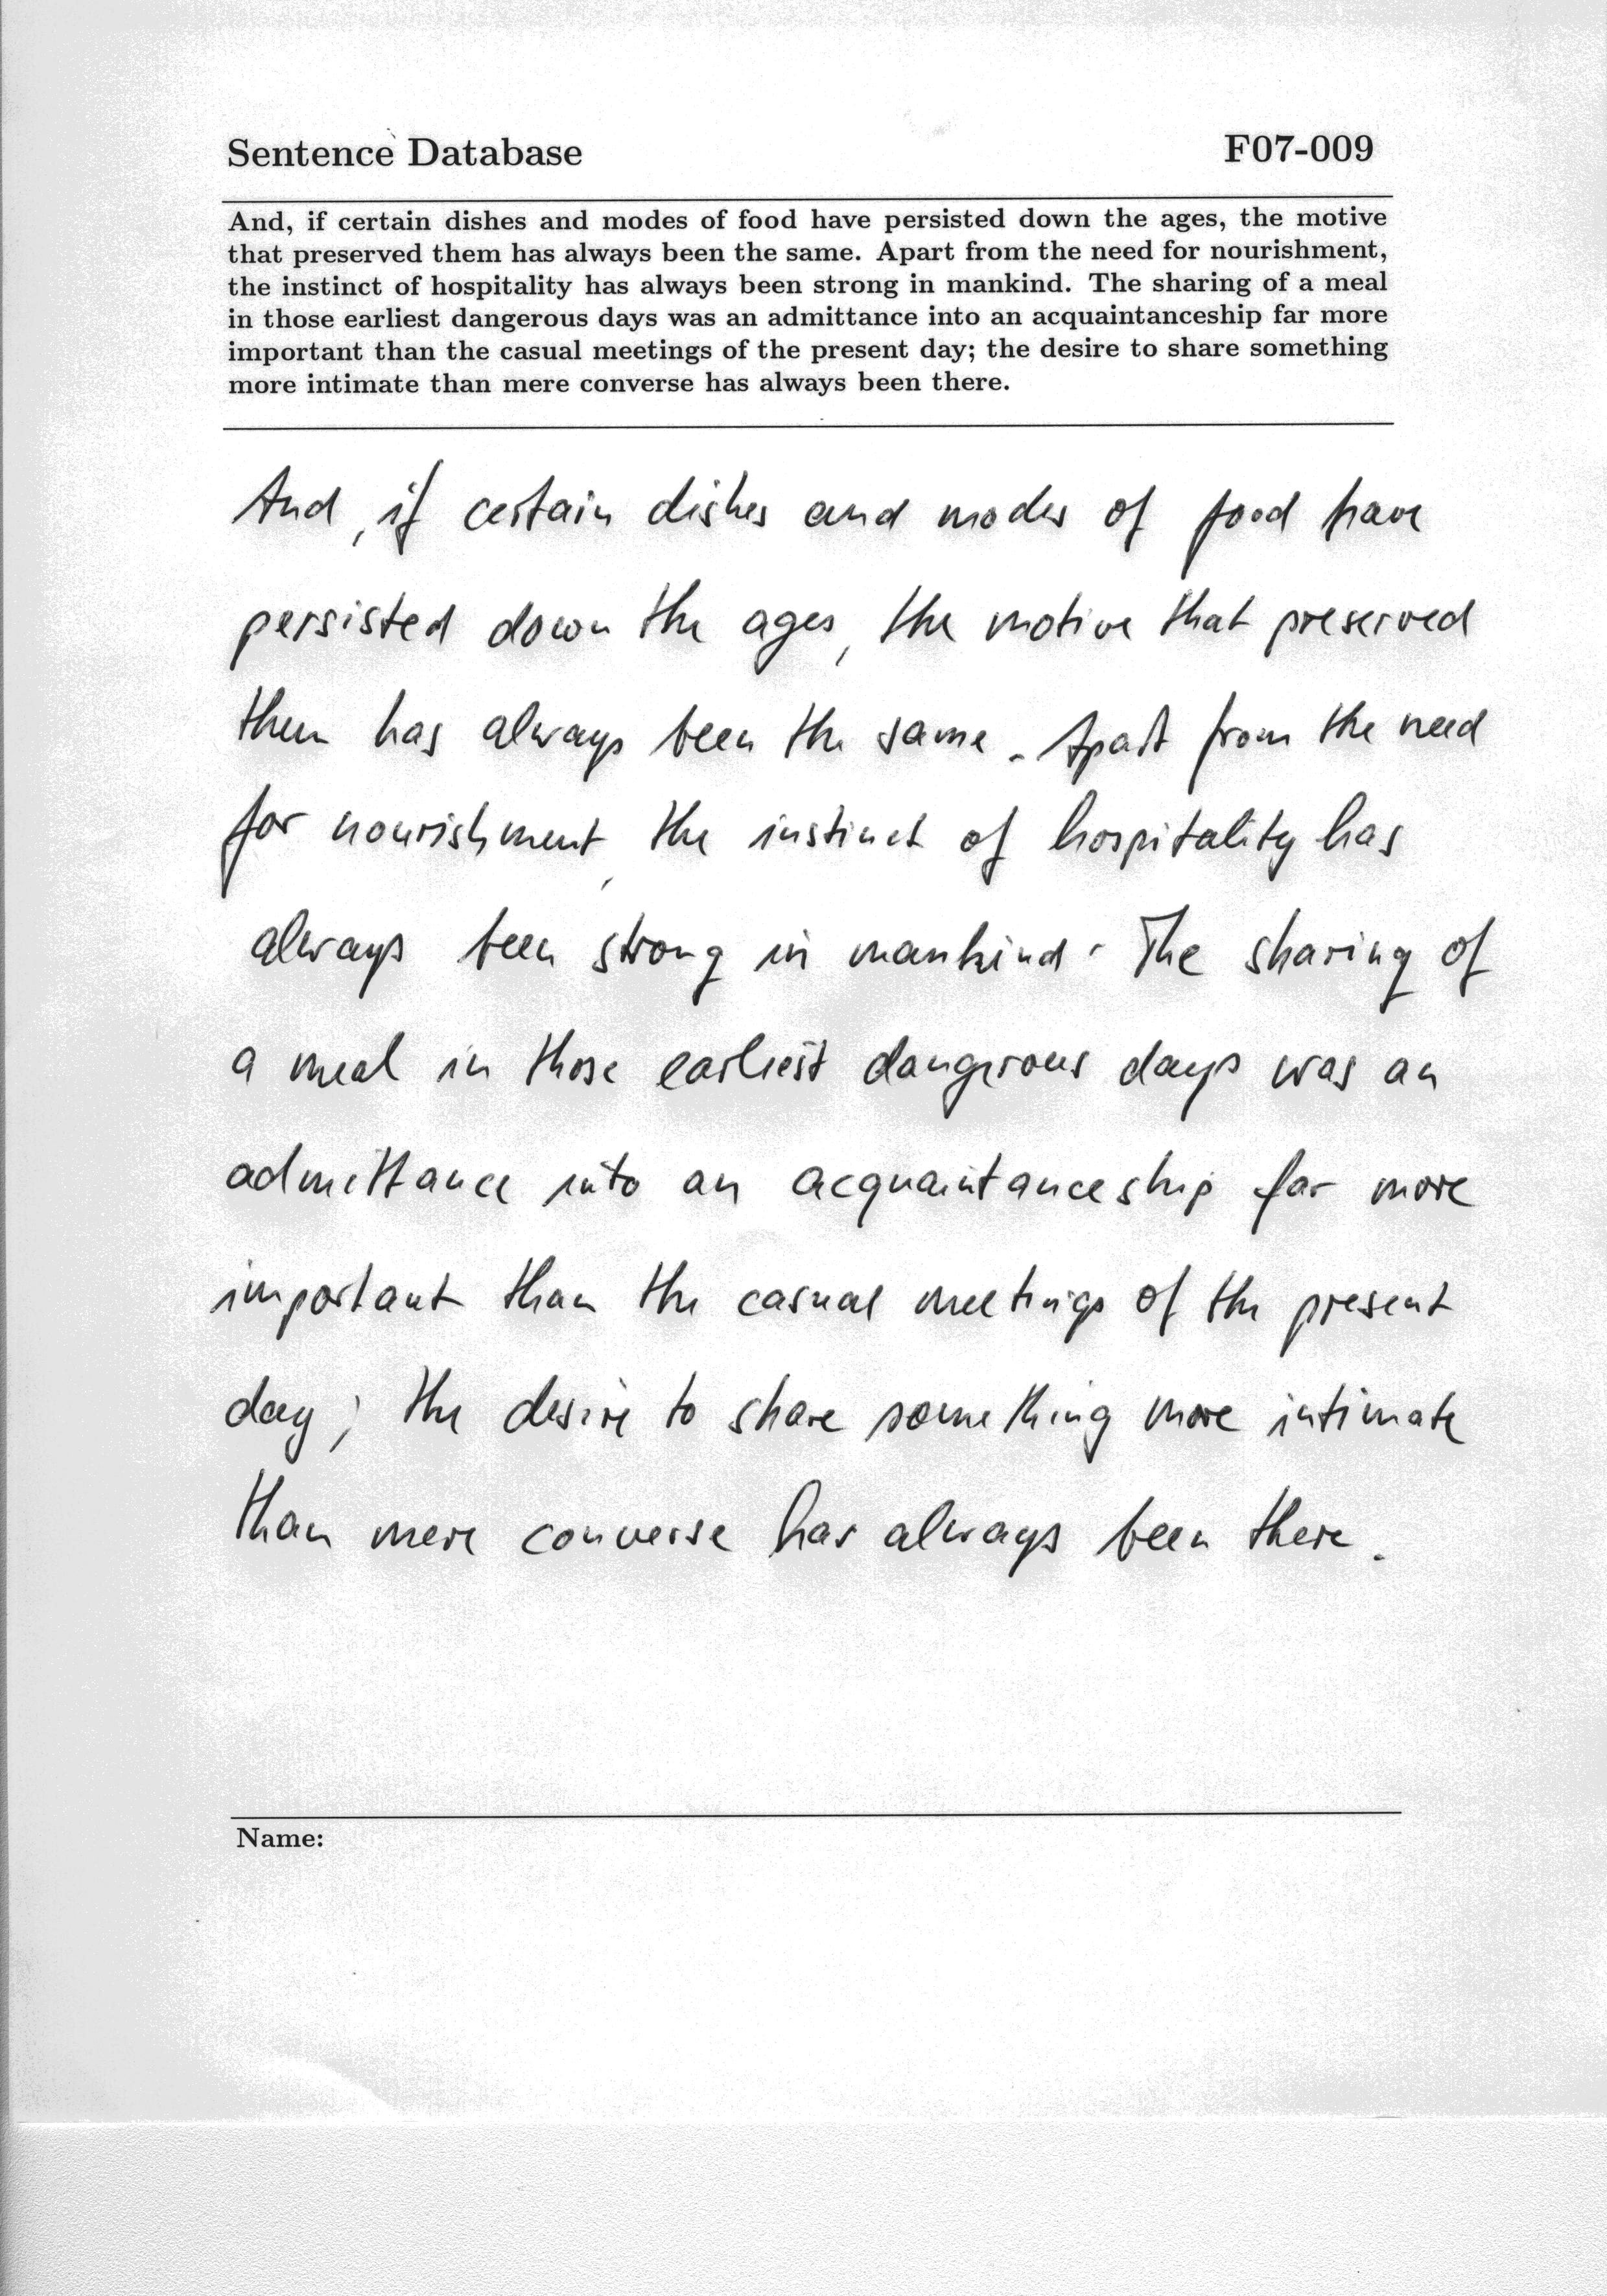 Sentence Database F07-009
And, if certain dishes and modes of food have persisted down the ages, the motive
that preserved them has always been the same. Apart from the need for nourishment,
the instinct of hospitality has always been strong in mankind. The sharing of a meal
in those earliest dangerous days was an admittance into an acquaintanceship far more
important than the casual meetings of the present day; the desire to share something
more intimate than mere converse has always been there.
And, if certain dishes and modes of food have
persisted down the ages, the motive that preserved
them has always been the same. Apart from the need
for nourishment, the instinct of hospitality has
always been strong in mankind. The sharing of
a meal in those earliest dangerous days was an
admittance into an acquaintanceship far more
important than the casual meetings of the present
day; the desire to share something more intimate
than mere converse has always been there.
Name: